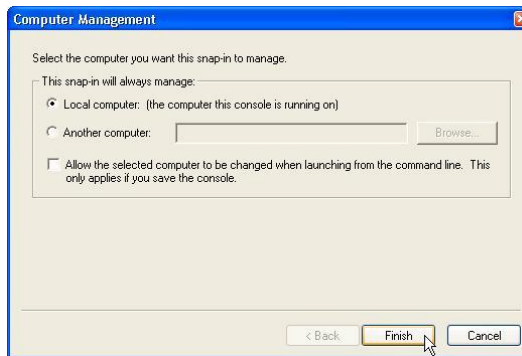 Computer Management
Select the computer you want this snap-in to manage.
This snap-in will always manage:
Local computer: (the computer this console is running on)
Another computer:
Browse...
Allow the selected computer to be changed when launching from the command line. This
only applies if you save the console.
< Back
Finish
Cancel